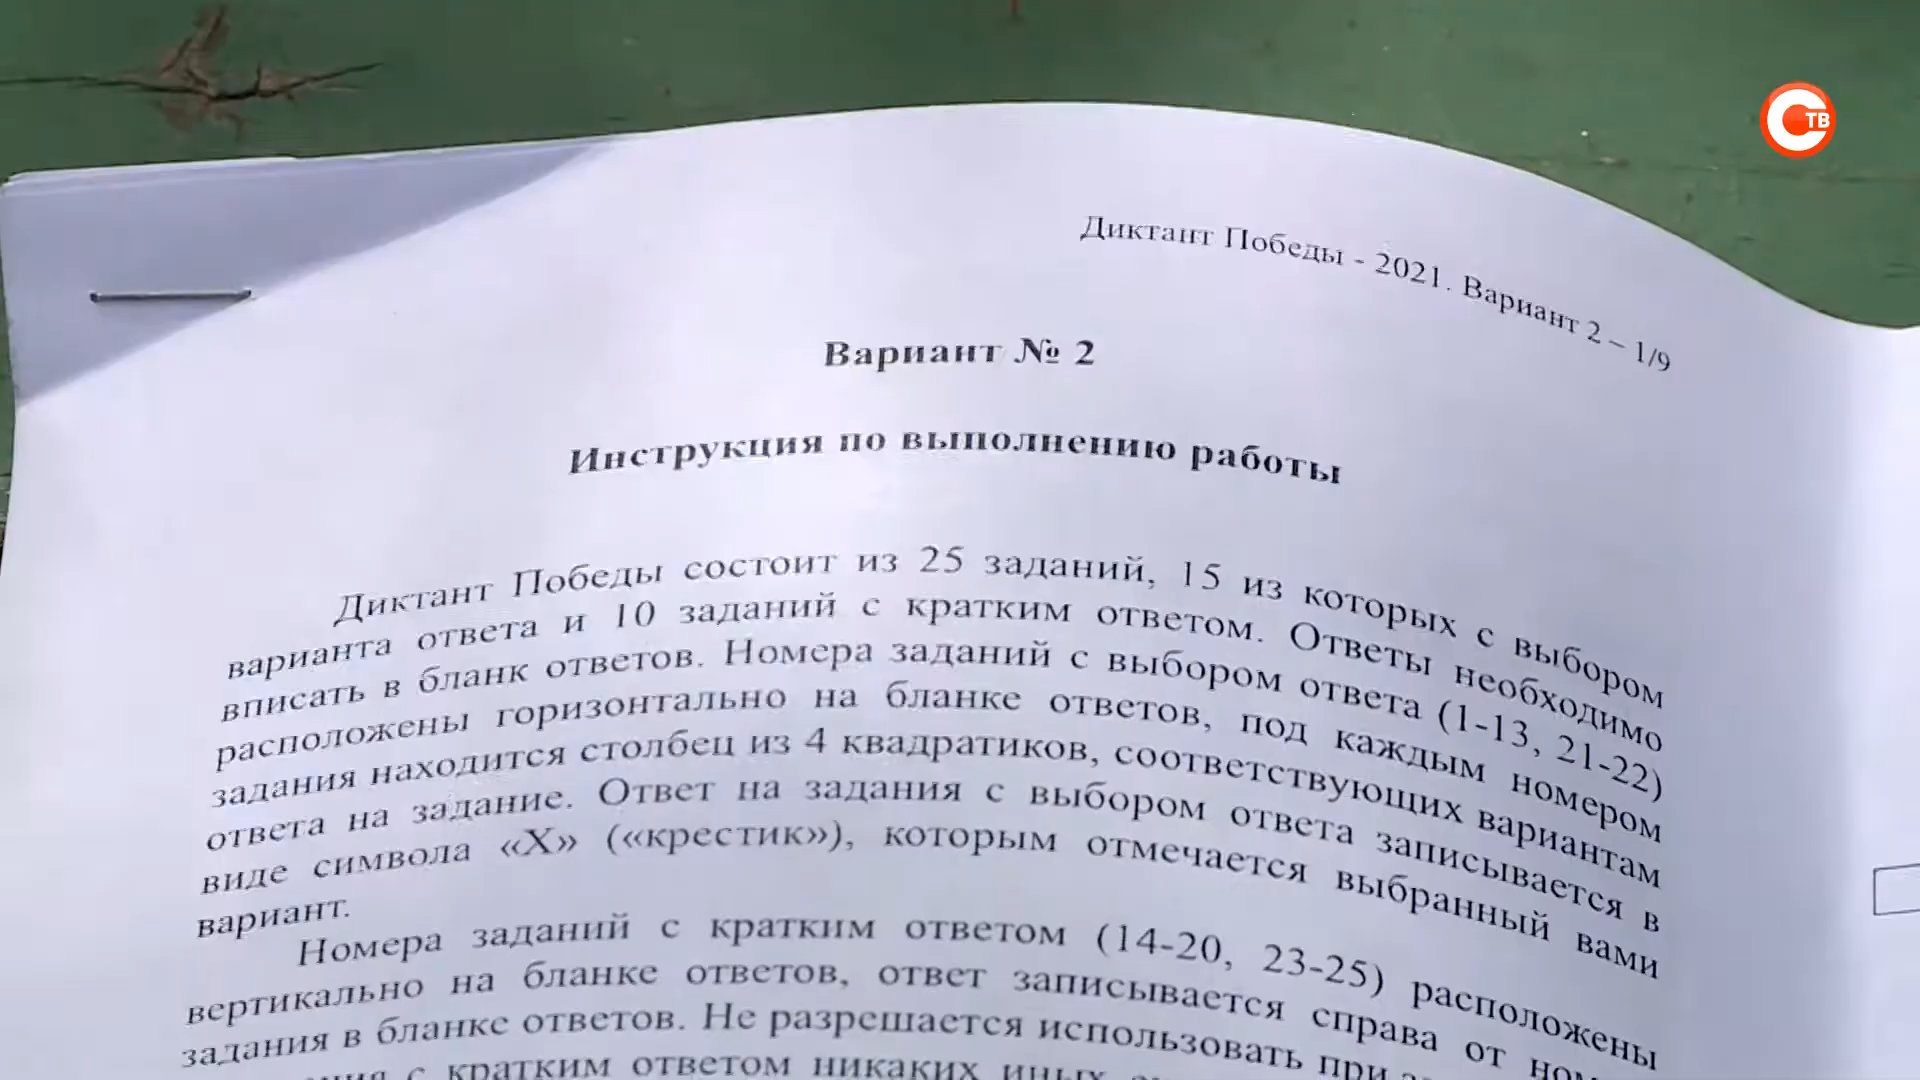 СТВ
Диктант Победы - 2021. Вариант 2 – 1/9
Вариант № 2
Инструкция по выполнению работы
Диктант Победы состоит из 25 заданий, 15 из которых с выбором
варианта ответа и 10 заданий с кратким ответом. Ответы необходимо
вписать в бланк ответов. Номера заданий с выбором ответа (1-13, 21-22)
расположены горизонтально на бланке ответов, под каждым номером
задания находится столбец из 4 квадратиков, соответствующих вариантам
ответа на задание. Ответ на задания с выбором ответа записывается в
виде символа «Х» («крестик»), которым отмечается выбранный вами
вариант.
Номера заданий с кратким ответом (14-20, 23-25) расположены
вертикально на бланке ответов, ответ записывается справа от
задания в бланке ответов. Не разрешается использовать при
с кратким ответом никаких иных